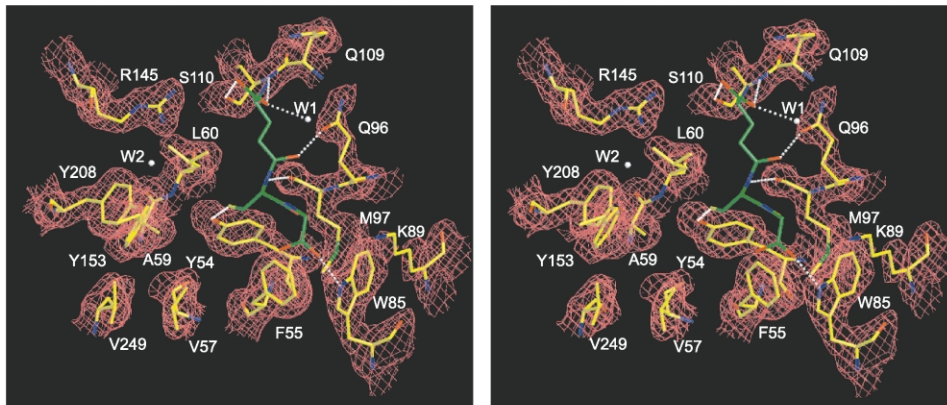 Q109
R145 S110
W1
L60 Q96
W2
Y208
M97
K89
Y153 A59 Y54
W85
F55
V249 V57
Q109
R145 S110
W1
L60 Q96
W2
Y208
M97
K89
Y153 A59 Y54
W85
F55
V249 V57